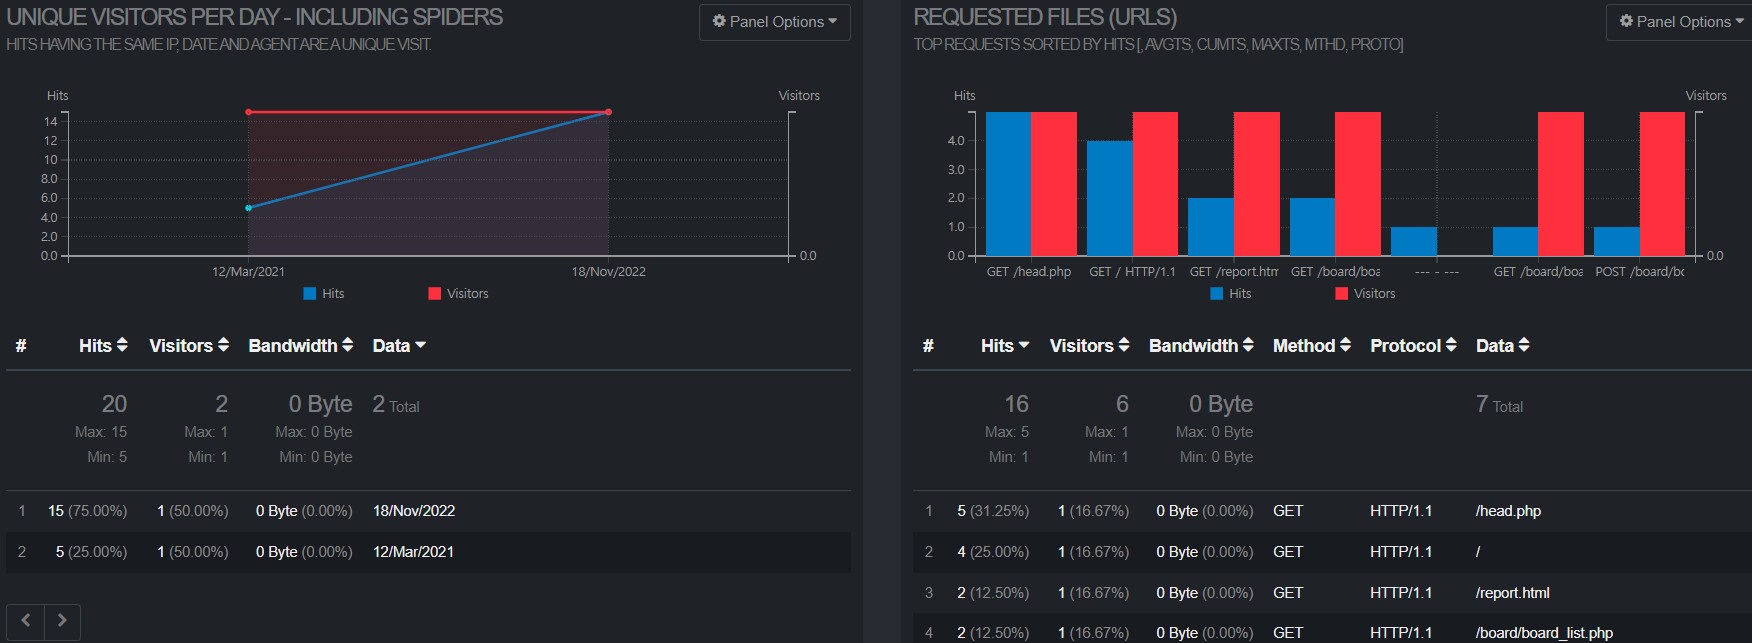 UNIQUE VISITORS PER DAY - INCLUDING SPIDERS
Panel Options
HITS HAVING THE SAME IP, DATE AND AGENT ARE A UNIQUE VISIT.
Hits
Visitors
14
12
10
8.0
6.0
4.0
2.0
0.0
0.0
12/Mar/2021
18/Nov/2022
Hits
Visitors
# Hits Visitors Bandwidth Data
20 2 0 Byte 2 Total
Max: 15 Max: 1 Max: 0 Byte
Min: 5 Min: 1 Min: 0 Byte
1 15 (75.00%) 1 (50.00%) 0 Byte (0.00%) 18/Nov/2022
2 5 (25.00%) 1 (50.00%) 0 Byte (0.00%) 12/Mar/2021
REQUESTED FILES (URLS)
Panel Options
TOP REQUESTS SORTED BY HITS [, AVGTS, CUMTS, MAXTS, MTHD, PROTO]
Hits
Visitors
4.0
3.0
2.0
1.0
0.0
0.0
GET /head.php
GET / HTTP/1.1
GET /report.htm
GET /board/boa
--- - ---
GET /board/boa
POST /board/bo
Hits
Visitors
# Hits Visitors Bandwidth Method Protocol Data
16 6 0 Byte 7 Total
Max: 5 Max: 1 Max: 0 Byte
Min: 1 Min: 1 Min: 0 Byte
1 5 (31.25%) 1 (16.67%) 0 Byte (0.00%) GET HTTP/1.1 /head.php
2 4 (25.00%) 1 (16.67%) 0 Byte (0.00%) GET HTTP/1.1 /
3 2 (12.50%) 1 (16.67%) 0 Byte (0.00%) GET HTTP/1.1 /report.html
4 2 (12.50%) 1 (16.67%) 0 Byte (0.00%) GET HTTP/1.1 /board/board_list.php